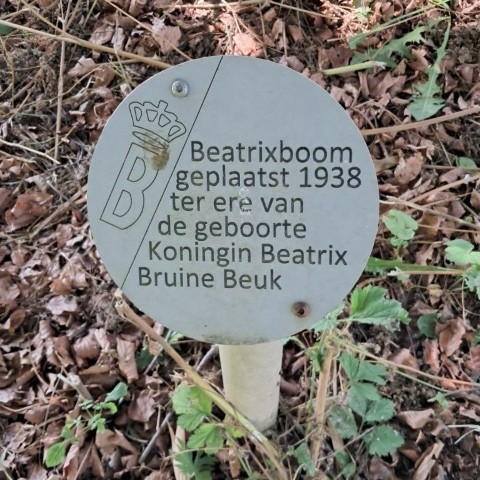 B
Beatrixboom
geplaatst 1938
ter ere van
de geboorte
Koningin Beatrix
Bruine Beuk